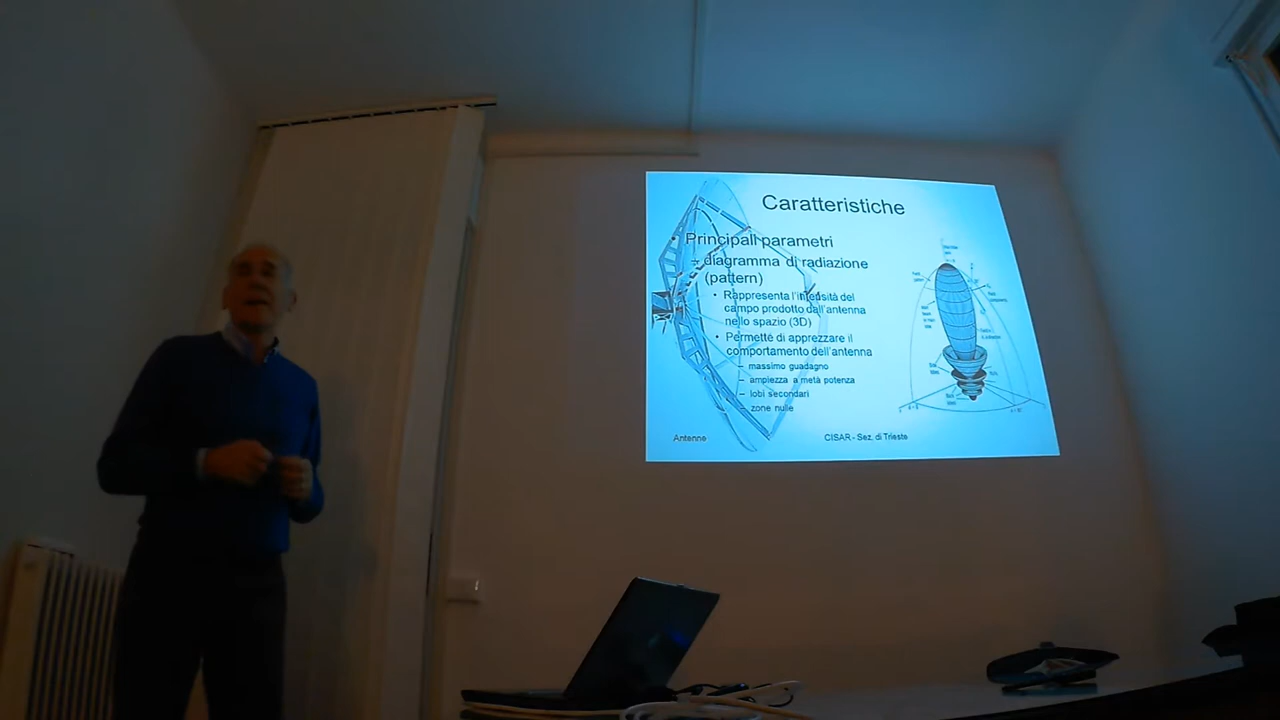 Caratteristiche
• Principali parametri
– diagramma di radiazione
(pattern)
• Rappresenta l'intensità del
campo prodotto dall'antenna
nello spazio (3D)
• Permette di apprezzare il
comportamento dell'antenna
– massimo guadagno
– ampiezza a metà potenza
– lobi secondari
– zone nulle
Antenne
CISAR - Sez. di Trieste